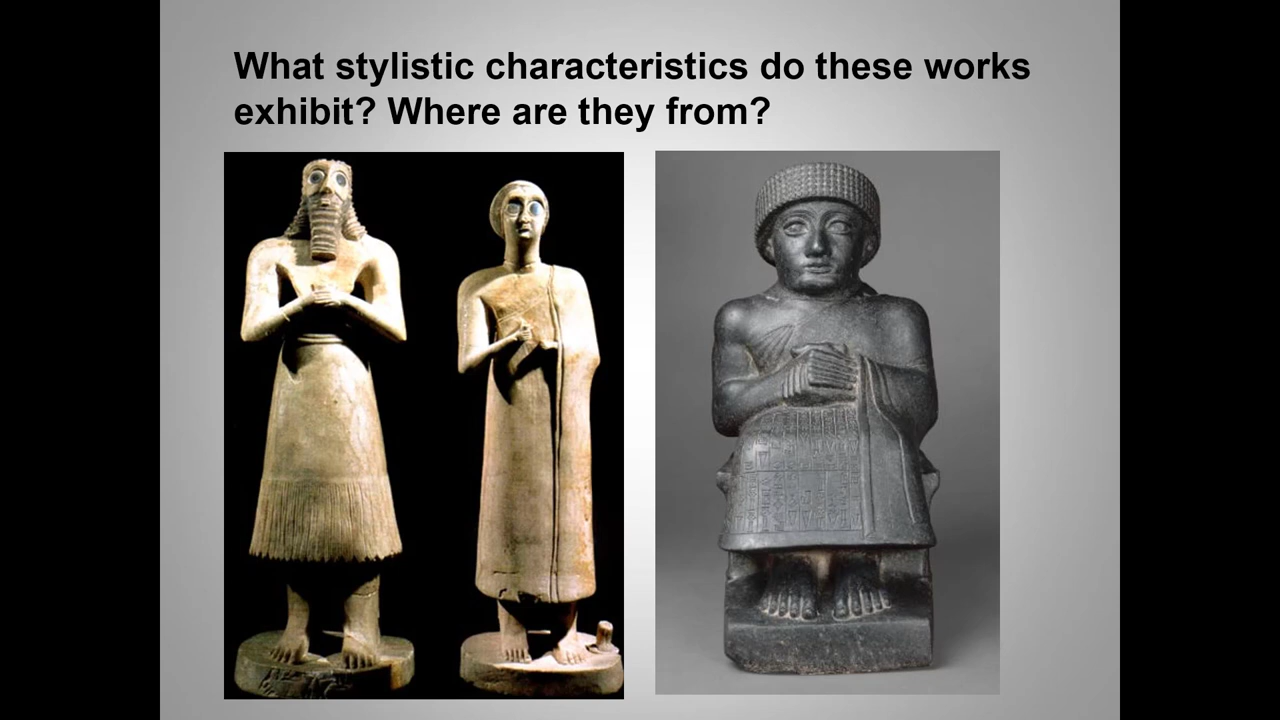 What stylistic characteristics do these works
exhibit? Where are they from?